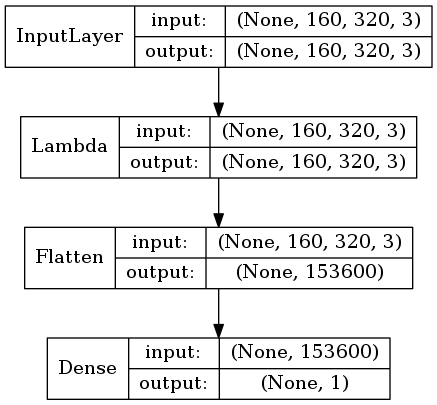 InputLayer
input: (None, 160, 320, 3)
output: (None, 160, 320, 3)
Lambda
input: (None, 160, 320, 3)
output: (None, 160, 320, 3)
Flatten
input: (None, 160, 320, 3)
output: (None, 153600)
Dense
input: (None, 153600)
output: (None, 1)